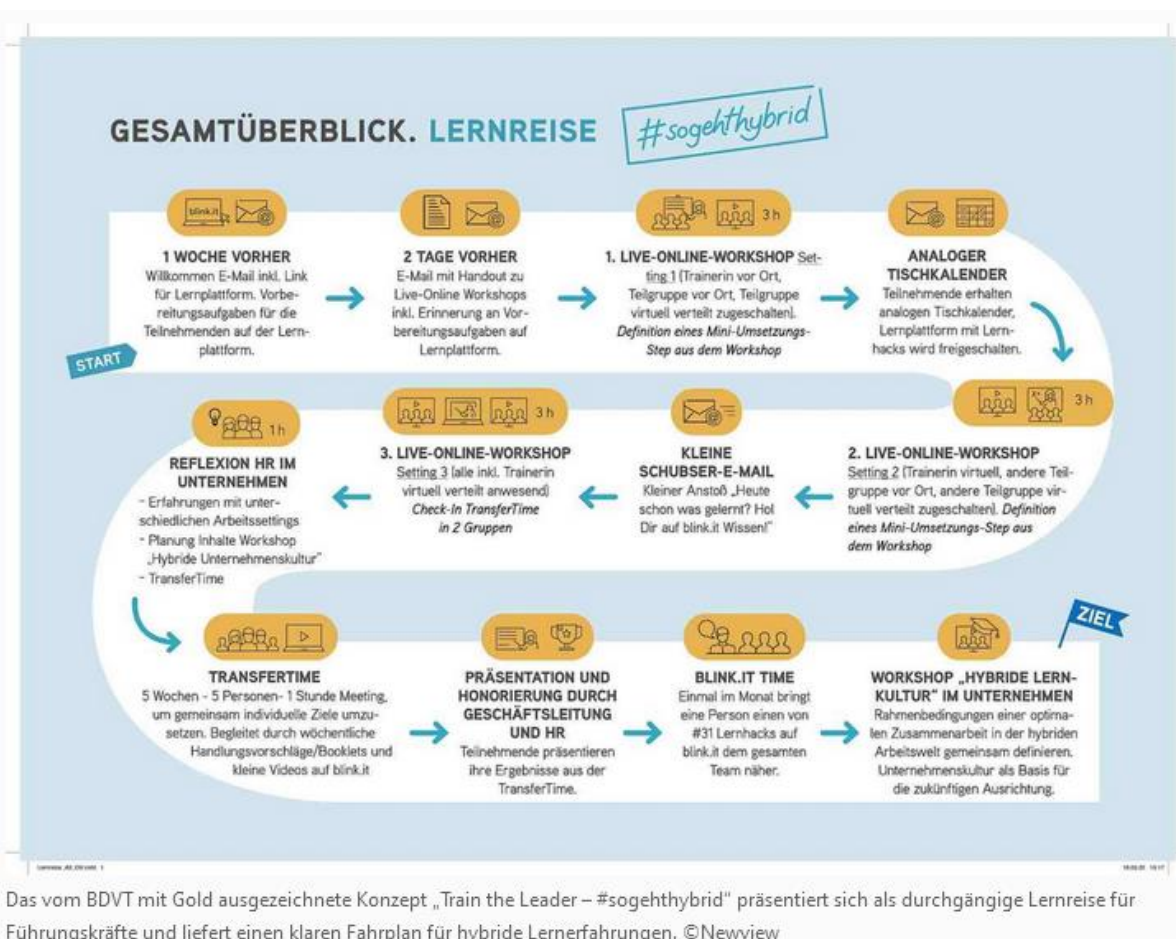 GESAMTÜBERBLICK. LERNREISE
#sogehthybrid
blink.it
1 WOCHE VORHER
Willkommen E-Mail inkl. Link
für Lernplattform. Vorbe-
reitungsaufgaben für die
Teilnehmenden auf der Lern-
plattform.
START
2 TAGE VORHER
E-Mail mit Handout zu
Live-Online Workshops
inkl. Erinnerung an Vor-
bereitungsaufgaben auf
Lernplattform.
3 h
1. LIVE-ONLINE-WORKSHOP Set-
ting 1 (Trainerin vor Ort,
Teilgruppe vor Ort, Teilgruppe
virtuell verteilt zugeschalten).
Definition eines Mini-Umsetzungs-
Step aus dem Workshop
ANALOGER
TISCHKALENDER
Teilnehmende erhalten
analogen Tischkalender,
Lernplattform mit Lern-
hacks wird freigeschalten.
3 h
2. LIVE-ONLINE-WORKSHOP
Setting 2 (Trainerin virtuell, andere Teil-
gruppe vor Ort, andere Teilgruppe vir-
tuell verteilt zugeschalten). Definition
eines Mini-Umsetzungs-Step aus
dem Workshop
KLEINE
SCHUBSER-E-MAIL
Kleiner Anstoß „Heute
schon was gelernt? Hol
Dir auf blink.it Wissen!"
3 h
3. LIVE-ONLINE-WORKSHOP
Setting 3 (alle inkl. Trainerin
virtuell verteilt anwesend)
Check-In TransferTime
in 2 Gruppen
1 h
REFLEXION HR IM
UNTERNEHMEN
- Erfahrungen mit unter-
schiedlichen Arbeitssettings
- Planung Inhalte Workshop
„Hybride Unternehmenskultur"
- TransferTime
TRANSFERTIME
5 Wochen - 5 Personen- 1 Stunde Meeting,
um gemeinsam individuelle Ziele umzu-
setzen. Begleitet durch wöchentliche
Handlungsvorschläge/Booklets und
kleine Videos auf blink.it
PRÄSENTATION UND
HONORIERUNG DURCH
GESCHÄFTSLEITUNG
UND HR
Teilnehmende präsentieren
ihre Ergebnisse aus der
TransferTime.
BLINK.IT TIME
Einmal im Monat bringt
eine Person einen von
#31 Lernhacks auf
blink.it dem gesamten
Team näher.
ZIEL
WORKSHOP „HYBRIDE LERN-
KULTUR" IM UNTERNEHMEN
Rahmenbedingungen einer optima-
len Zusammenarbeit in der hybriden
Arbeitswelt gemeinsam definieren.
Unternehmenskultur als Basis für
die zukünftigen Ausrichtung.
Das vom BDVT mit Gold ausgezeichnete Konzept „Train the Leader – #sogehthybrid" präsentiert sich als durchgängige Lernreise für
Führungskräfte und liefert einen klaren Fahrplan für hybride Lernerfahrungen. ©Newview